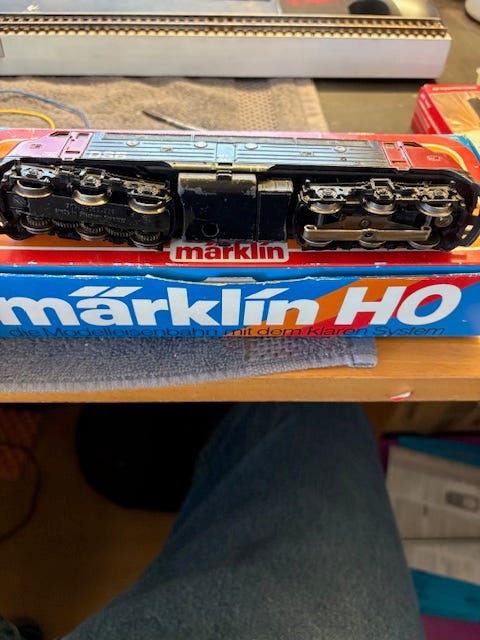 märklin
märklin HO
die Modelleisenbahn mit dem klaren System